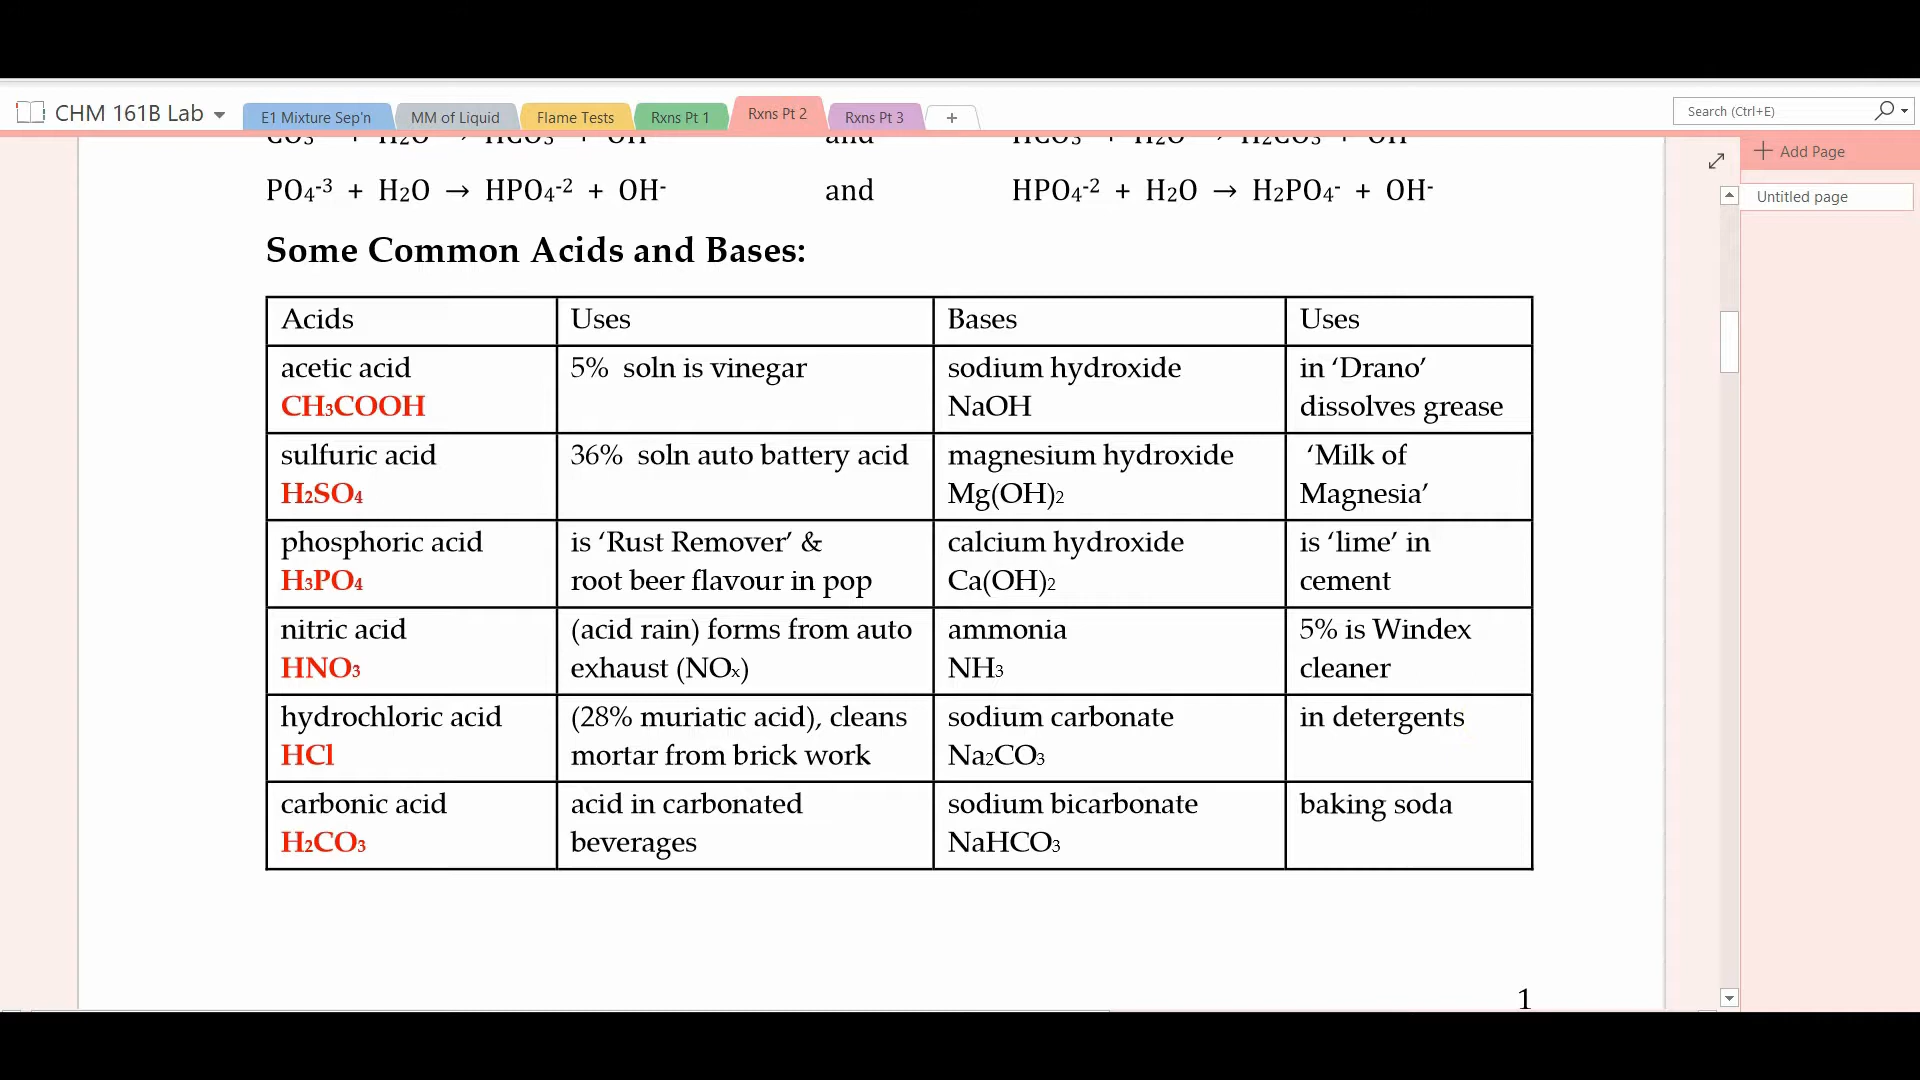 CHM 161B Lab
E1 Mixture Sep'n
MM of Liquid
Flame Tests
Rxns Pt 1
Rxns Pt 2
Rxns Pt 3
+
Search (Ctrl+E)
Add Page
Untitled page
and
PO₄⁻³ + H₂O → HPO₄⁻² + OH⁻ and HPO₄⁻² + H₂O → H₂PO₄⁻ + OH⁻
Some Common Acids and Bases:
Acids Uses Bases Uses
acetic acid 5% soln is vinegar sodium hydroxide in ‘Drano’
CH₃COOH NaOH dissolves grease
sulfuric acid 36% soln auto battery acid magnesium hydroxide ‘Milk of
H₂SO₄ Mg(OH)₂ Magnesia’
phosphoric acid is ‘Rust Remover’ & calcium hydroxide is ‘lime’ in
H₃PO₄ root beer flavour in pop Ca(OH)₂ cement
nitric acid (acid rain) forms from auto ammonia 5% is Windex
HNO₃ exhaust (NOₓ) NH₃ cleaner
hydrochloric acid (28% muriatic acid), cleans sodium carbonate in detergents
HCl mortar from brick work Na₂CO₃
carbonic acid acid in carbonated sodium bicarbonate baking soda
H₂CO₃ beverages NaHCO₃
1